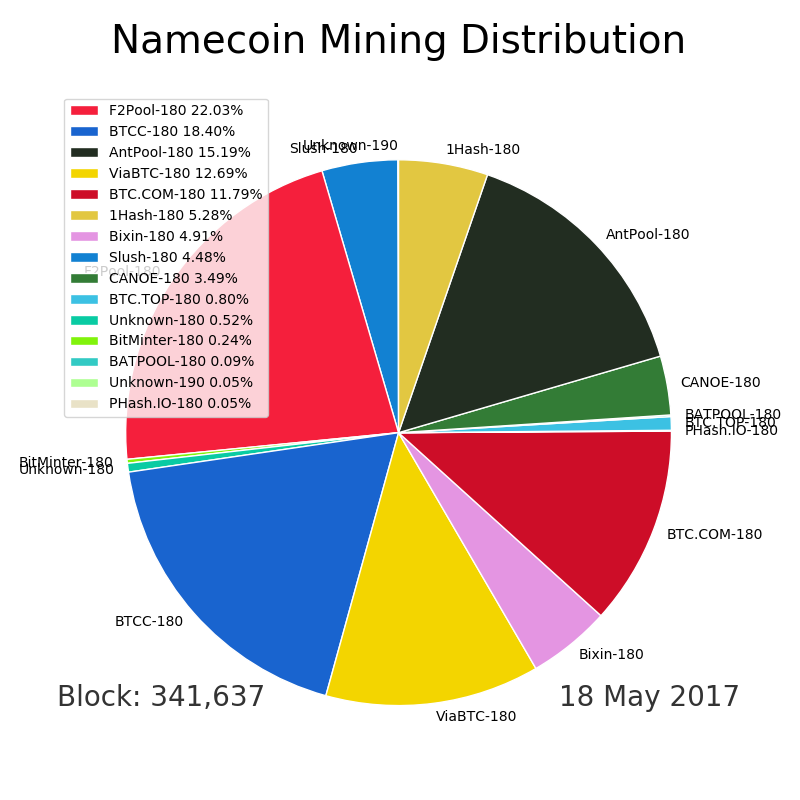 Namecoin Mining Distribution
F2Pool-180 22.03%
BTCC-180 18.40%
AntPool-180 15.19%
ViaBTC-180 12.69%
BTC.COM-180 11.79%
1Hash-180 5.28%
Bixin-180 4.91%
Slush-180 4.48%
CANOE-180 3.49%
BTC.TOP-180 0.80%
Unknown-180 0.52%
BitMinter-180 0.24%
BATPOOL-180 0.09%
Unknown-190 0.05%
PHash.IO-180 0.05%
Slush-180
Unknown-190
1Hash-180
AntPool-180
F2Pool-180
CANOE-180
BATPOOL-180
BTC.TOP-180
PHash.IO-180
BitMinter-180
Unknown-180
BTC.COM-180
BTCC-180
Bixin-180
ViaBTC-180
Block: 341,637
18 May 2017